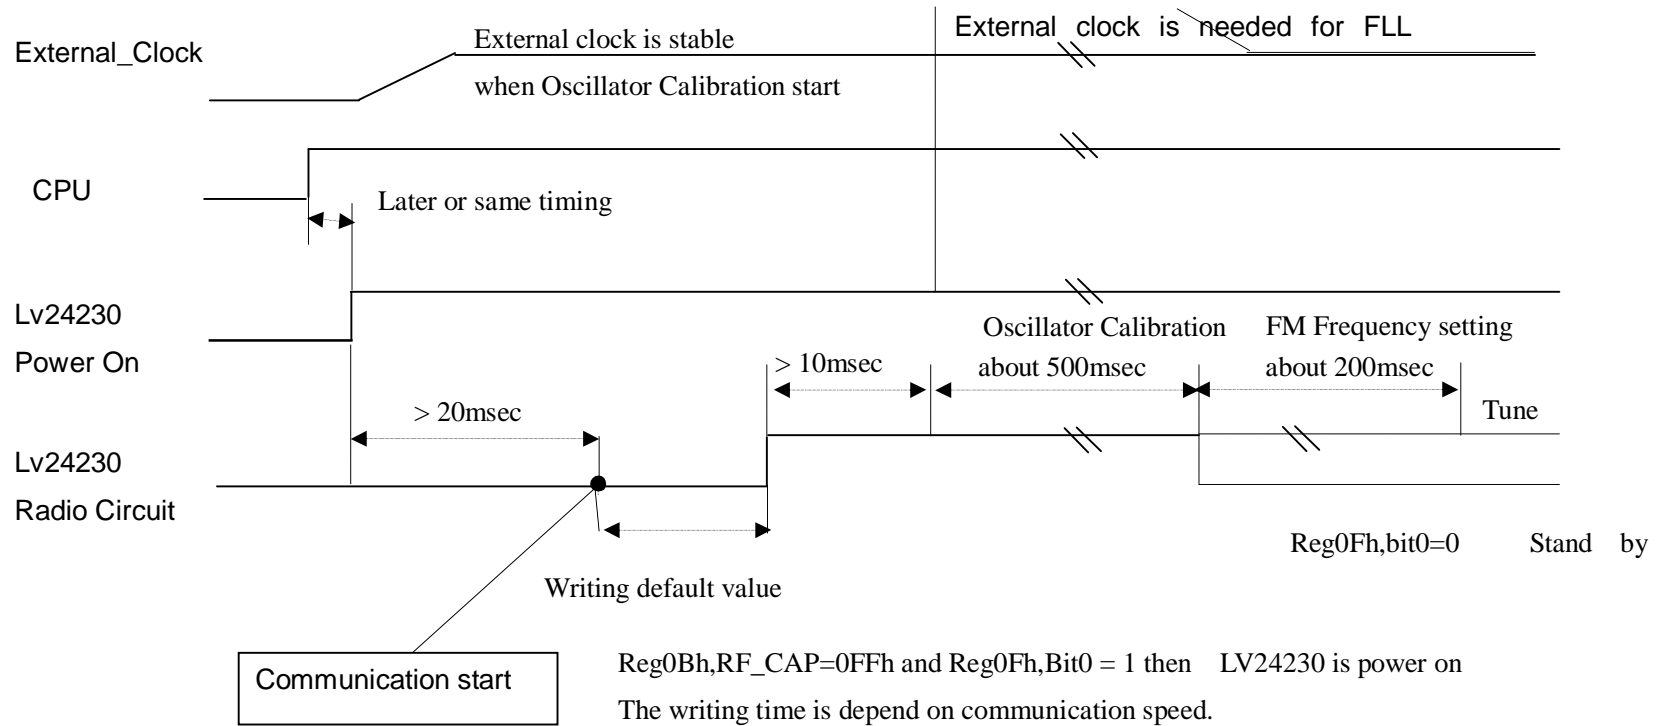 External clock is needed for FLL
External_Clock
External clock is stable
when Oscillator Calibration start
CPU
Later or same timing
Lv24230
Power On
Oscillator Calibration
about 500msec
FM Frequency setting
about 200msec
> 10msec
> 20msec
Tune
Lv24230
Radio Circuit
Reg0Fh,bit0=0 Stand by
Writing default value
Communication start
Reg0Bh,RF_CAP=0FFh and Reg0Fh,Bit0 = 1 then LV24230 is power on
The writing time is depend on communication speed.